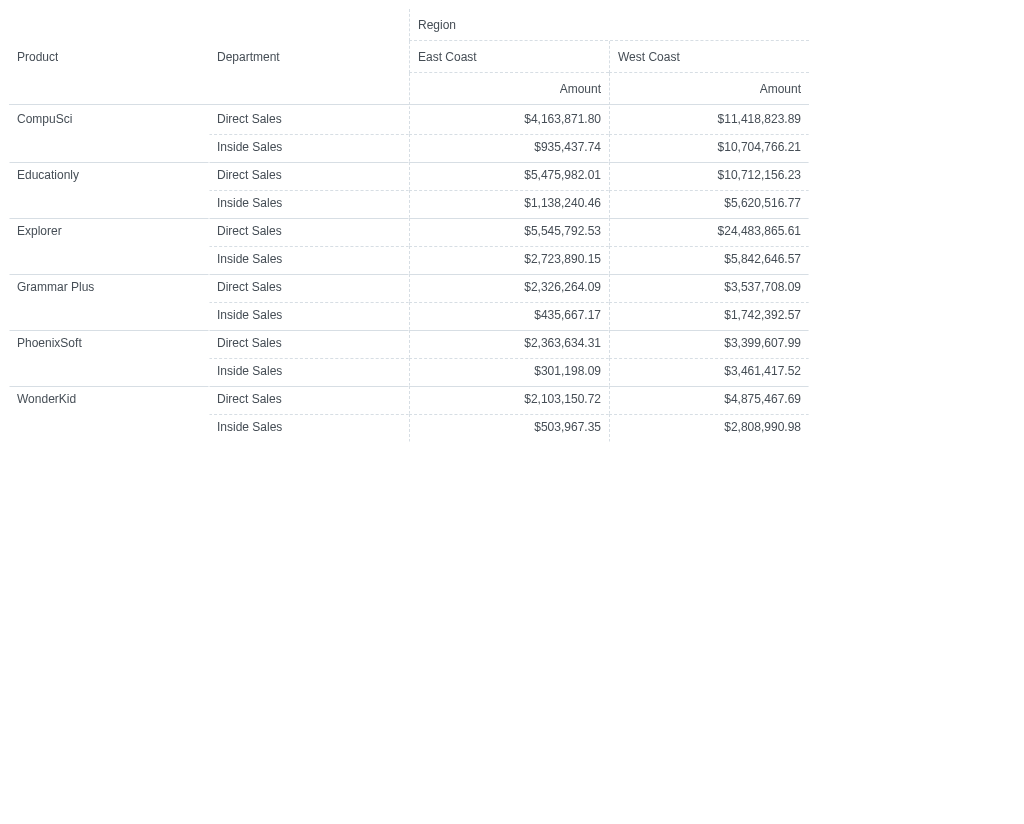 Region
Product Department East Coast West Coast
Amount Amount
CompuSci Direct Sales $4,163,871.80 $11,418,823.89
Inside Sales $935,437.74 $10,704,766.21
Educationly Direct Sales $5,475,982.01 $10,712,156.23
Inside Sales $1,138,240.46 $5,620,516.77
Explorer Direct Sales $5,545,792.53 $24,483,865.61
Inside Sales $2,723,890.15 $5,842,646.57
Grammar Plus Direct Sales $2,326,264.09 $3,537,708.09
Inside Sales $435,667.17 $1,742,392.57
PhoenixSoft Direct Sales $2,363,634.31 $3,399,607.99
Inside Sales $301,198.09 $3,461,417.52
WonderKid Direct Sales $2,103,150.72 $4,875,467.69
Inside Sales $503,967.35 $2,808,990.98